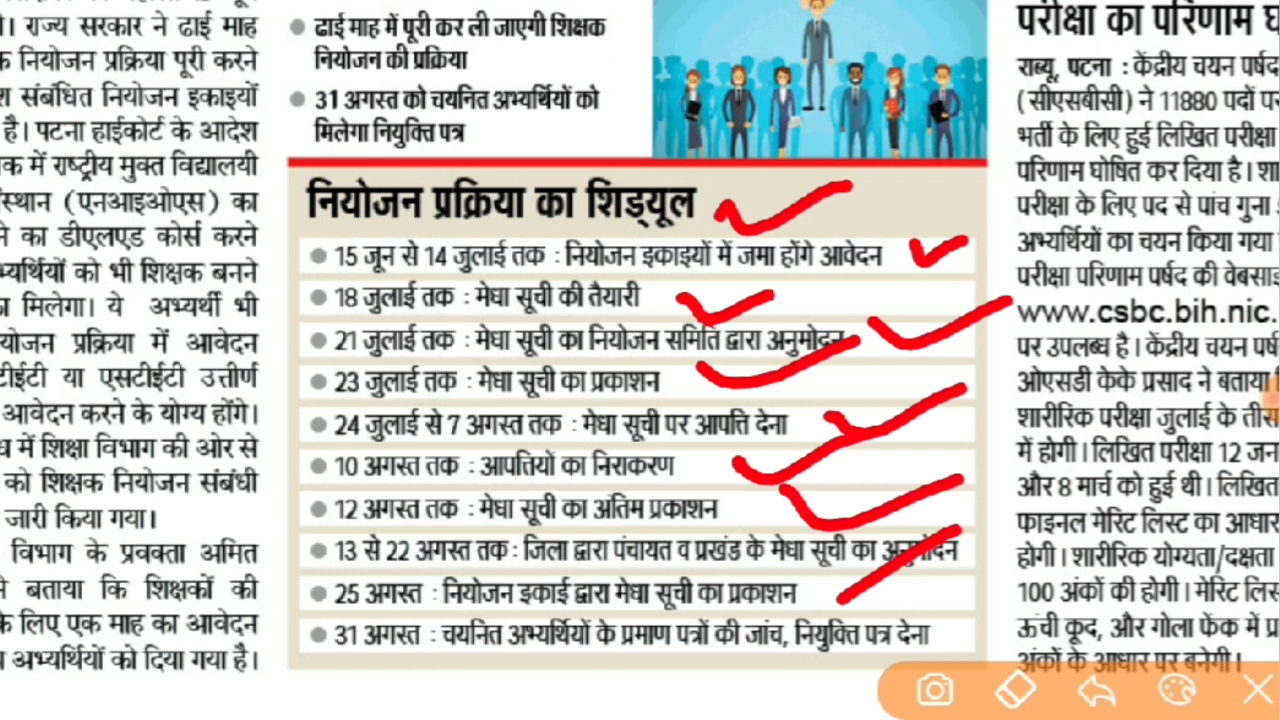 राज्य सरकार ने ढाई माह
नियोजन प्रक्रिया पूरी करने
संबंधित नियोजन इकाइयों
है। पटना हाईकोर्ट के आदेश
में राष्ट्रीय मुक्त विद्यालयी
(एनआइओएस) का
का डीएलएड कोर्स करने
को भी शिक्षक बनने
मिलेगा। ये अभ्यर्थी भी
प्रक्रिया में आवेदन
या एसटीईटी उत्तीर्ण
आवेदन करने के योग्य होंगे।
में शिक्षा विभाग की ओर से
को शिक्षक नियोजन संबंधी
जारी किया गया।
विभाग के प्रवक्ता अमित
बताया कि शिक्षकों की
लिए एक माह का आवेदन
अभ्यर्थियों को दिया गया है।
• ढाई माह में पूरी कर ली जाएगी शिक्षक
नियोजन की प्रक्रिया
• 31 अगस्त को चयनित अभ्यर्थियों को
मिलेगा नियुक्ति पत्र
नियोजन प्रक्रिया का शिड्यूल
• 15 जून से 14 जुलाई तक : नियोजन इकाइयों में जमा होंगे आवेदन
• 18 जुलाई तक : मेधा सूची की तैयारी
• 21 जुलाई तक : मेधा सूची का नियोजन समिति द्वारा अनुमोदन
• 23 जुलाई तक : मेधा सूची का प्रकाशन
• 24 जुलाई से 7 अगस्त तक : मेधा सूची पर आपत्ति देना
• 10 अगस्त तक : आपत्तियों का निराकरण
• 12 अगस्त तक : मेधा सूची का अंतिम प्रकाशन
• 13 से 22 अगस्त तक : जिला द्वारा पंचायत व प्रखंड के मेधा सूची का अनुमोदन
• 25 अगस्त : नियोजन इकाई द्वारा मेधा सूची का प्रकाशन
• 31 अगस्त : चयनित अभ्यर्थियों के प्रमाण पत्रों की जांच, नियुक्ति पत्र देना
परीक्षा का परिणाम
राब्यू, पटना : केंद्रीय चयन पर्षद
(सीएसबीसी) ने 11880 पदों
भर्ती के लिए हुई लिखित परीक्षा
परिणाम घोषित कर दिया है।
परीक्षा के लिए पद से पांच गुना
अभ्यर्थियों का चयन किया गया
परीक्षा परिणाम पर्षद की
www.csbc.bih.nic.
पर उपलब्ध है। केंद्रीय चयन
ओएसडी केके प्रसाद ने बताया
शारीरिक परीक्षा जुलाई के
में होगी। लिखित परीक्षा 12
और 8 मार्च को हुई थी। लिखित
फाइनल मेरिट लिस्ट का आधार
होगी। शारीरिक योग्यता/दक्षता
100 अंकों की होगी। मेरिट
ऊंची कूद, और गोला फेंक में
अंकों के आधार पर बनेगी।